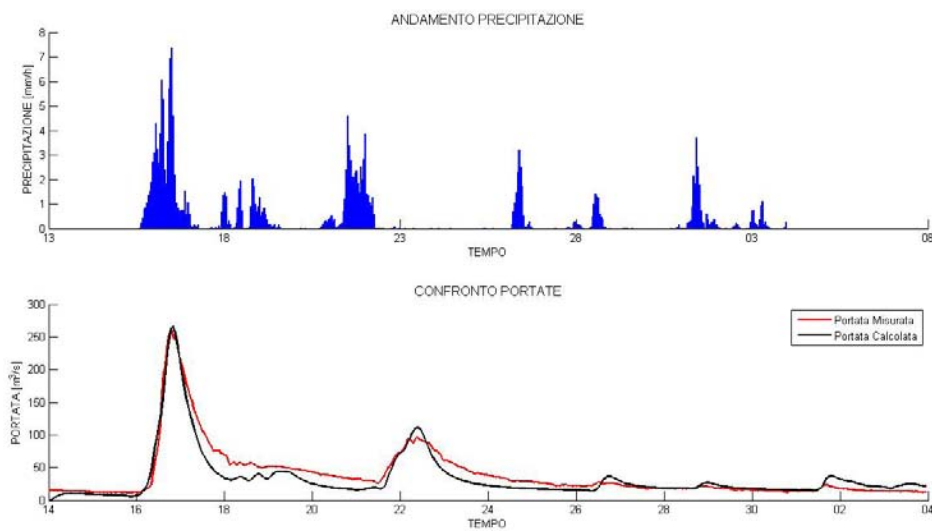 ANDAMENTO PRECIPITAZIONE
PRECIPITAZIONE [mm/h]
8
7
6
5
4
3
2
1
0
13 18 23 28 03 08
TEMPO
CONFRONTO PORTATE
PORTATA [m³/s]
300
250
200
150
100
50
0
Portata Misurata
Portata Calcolata
14 16 18 20 22 24 26 28 30 02 04
TEMPO